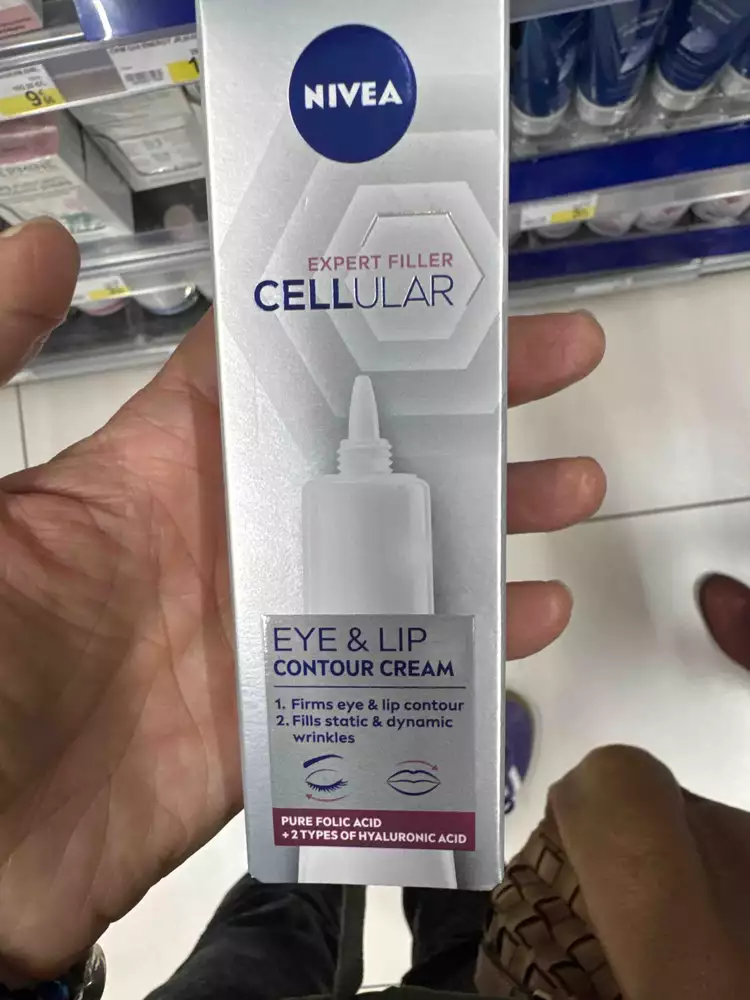 NIVEA
EXPERT FILLER
CELLULAR
EYE & LIP
CONTOUR CREAM
1. Firms eye & lip contour
2. Fills static & dynamic
wrinkles
PURE FOLIC ACID
+ 2 TYPES OF HYALURONIC ACID